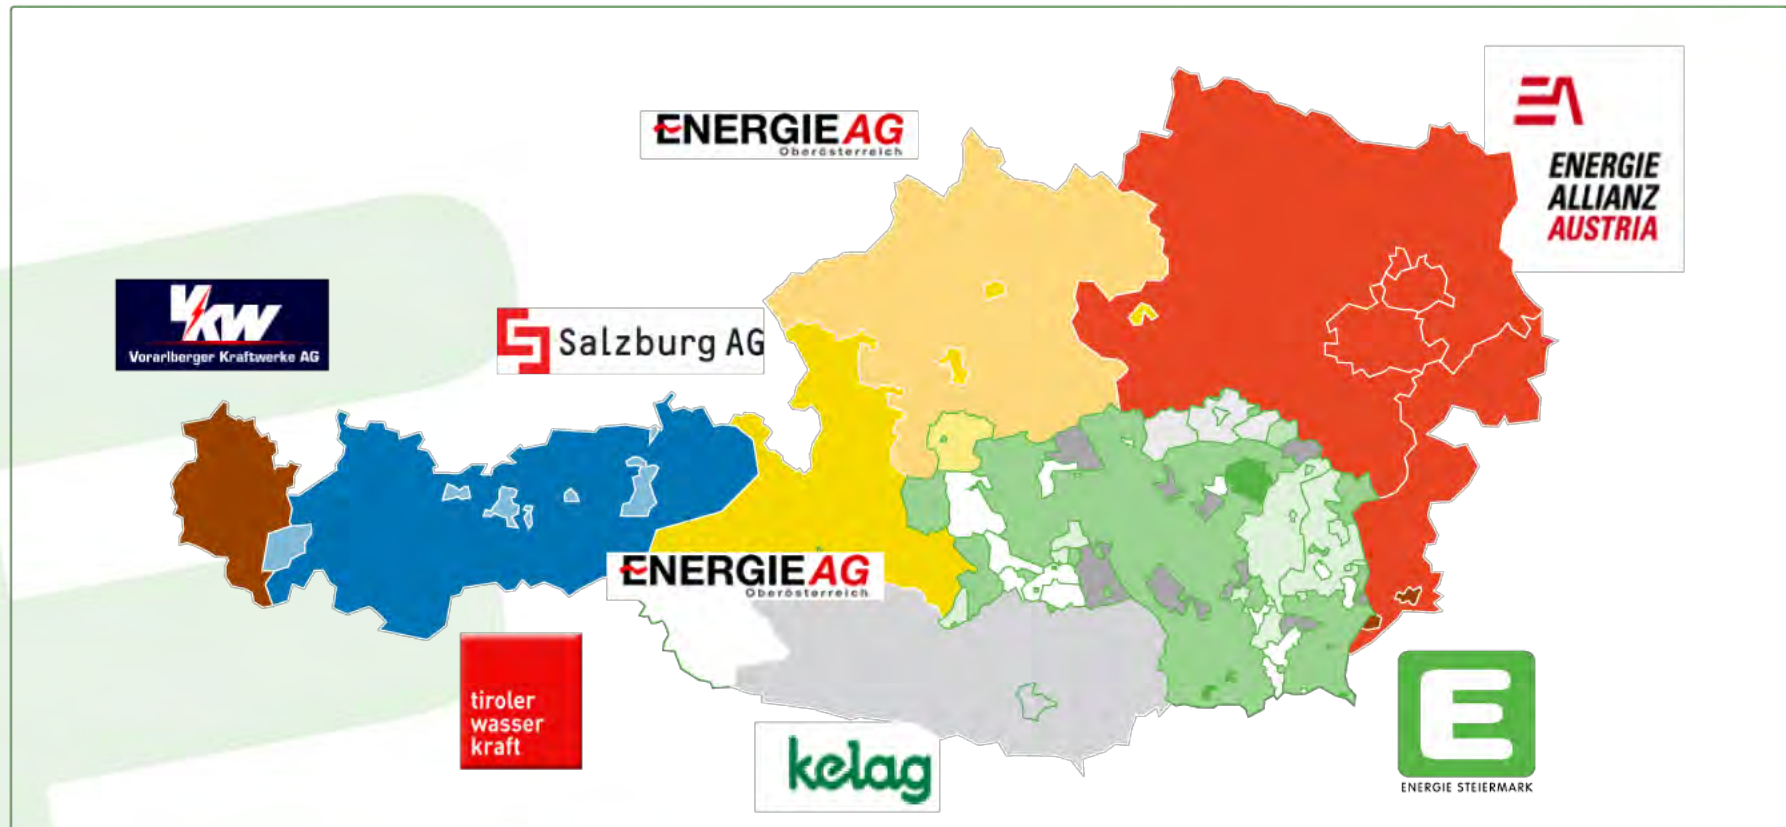 ENERGIE AG
Oberösterreich
EA
ENERGIE
ALLIANZ
AUSTRIA
VKW
Vorarlberger Kraftwerke AG
Salzburg AG
ENERGIE AG
Oberösterreich
tiroler
wasser
kraft
kelag
E
ENERGIE STEIERMARK